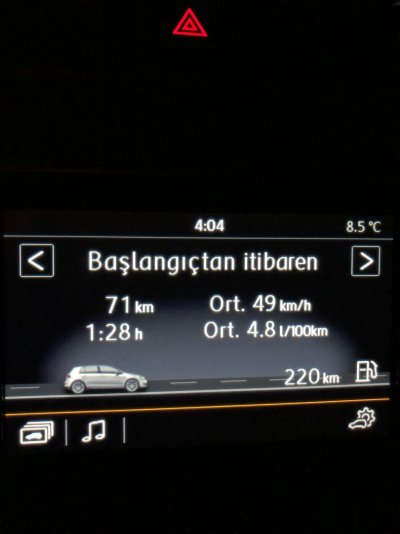 4:04 8.5 °C
< Başlangıçtan itibaren >
71 km Ort. 49 km/h
1:28 h Ort. 4.8 l/100km
220 km